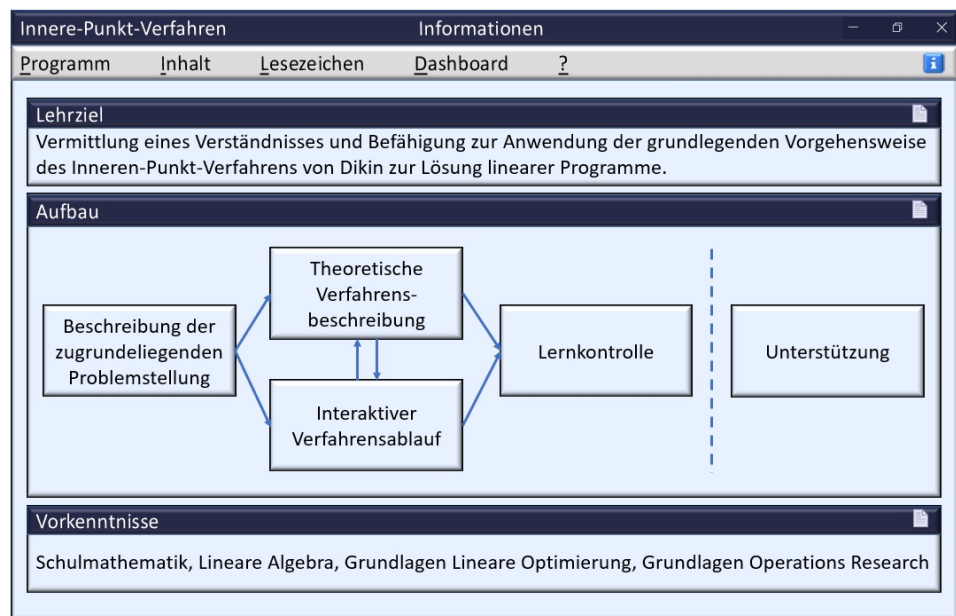 Innere-Punkt-Verfahren Informationen
Programm Inhalt Lesezeichen Dashboard ?
Lehrziel
Vermittlung eines Verständnisses und Befähigung zur Anwendung der grundlegenden Vorgehensweise
des Inneren-Punkt-Verfahrens von Dikin zur Lösung linearer Programme.
Aufbau
Beschreibung der
zugrundeliegenden
Problemstellung
Theoretische
Verfahrens-
beschreibung
Interaktiver
Verfahrensablauf
Lernkontrolle
Unterstützung
Vorkenntnisse
Schulmathematik, Lineare Algebra, Grundlagen Lineare Optimierung, Grundlagen Operations Research